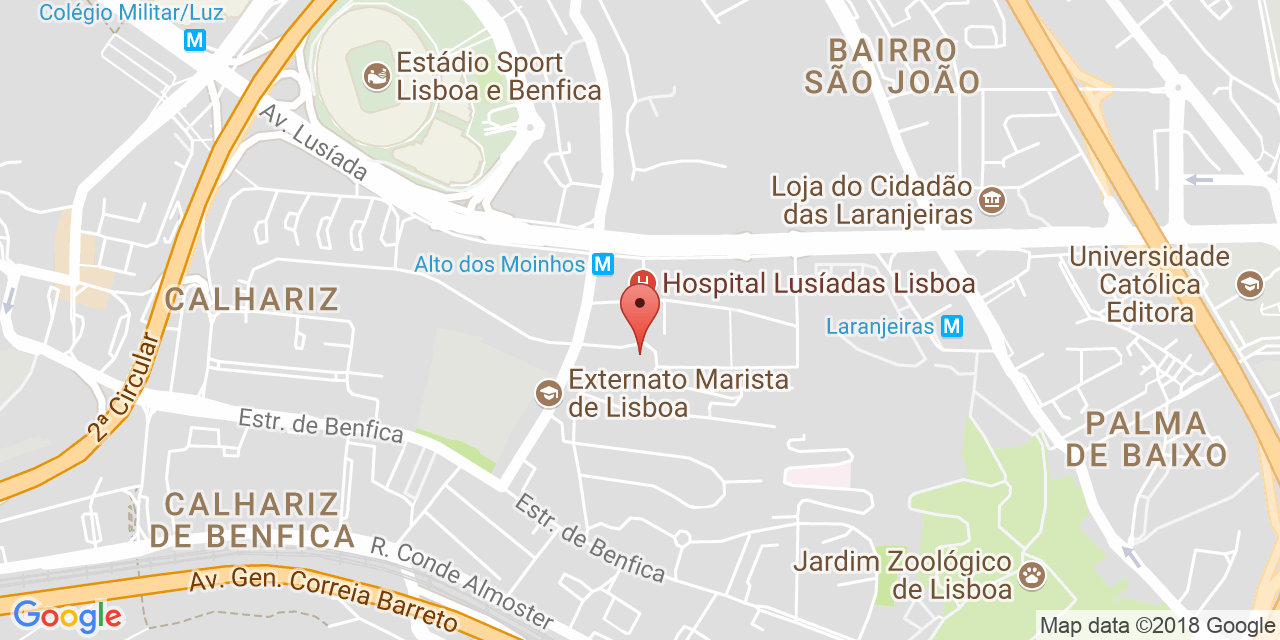 Colégio Militar/Luz
M
Estádio Sport
Lisboa e Benfica
BAIRRO
SÃO JOÃO
Av. Lusíada
Loja do Cidadão
das Laranjeiras
Alto dos Moinhos M
Universidade
Católica
Editora
H Hospital Lusíadas Lisboa
CALHARIZ
Laranjeiras M
2ª Circular
Externato Marista
de Lisboa
Estr. de Benfica
PALMA
DE BAIXO
CALHARIZ
DE BENFICA
Estr. de Benfica
R. Conde Almoster
Jardim Zoológico
de Lisboa
Av. Gen. Correia Barreto
Google
Map data ©2018 Google